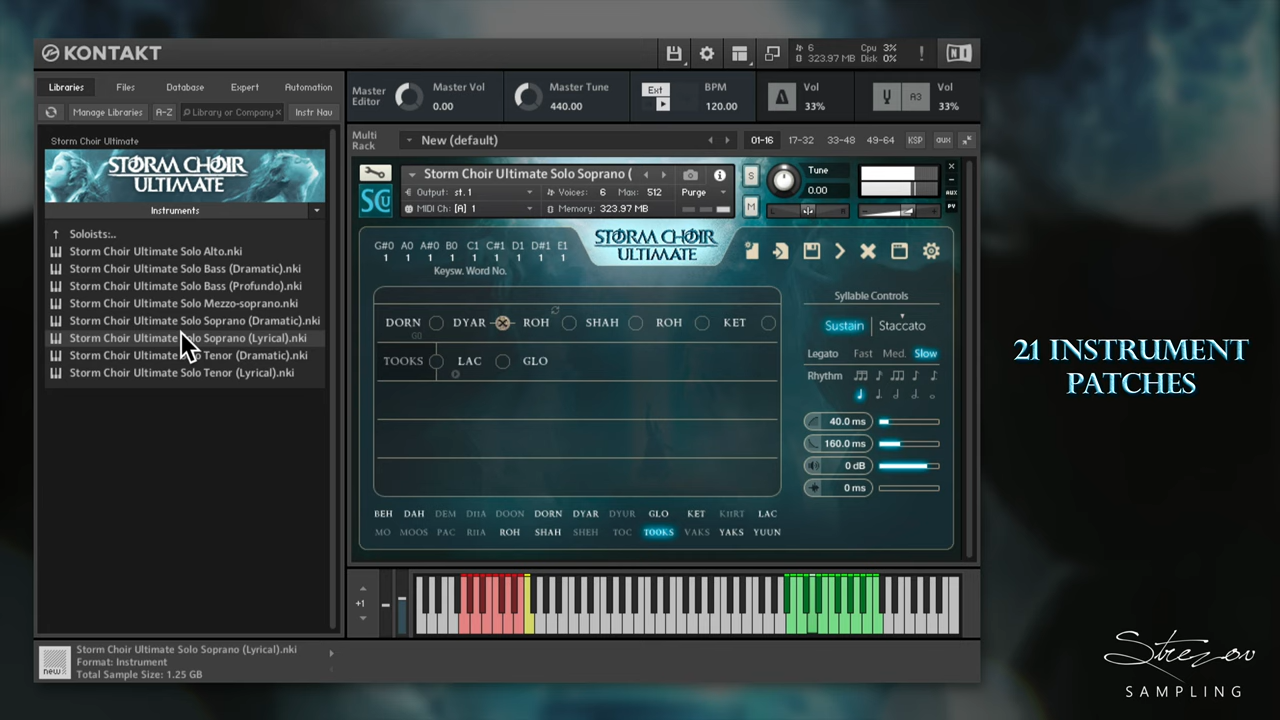 KONTAKT
6
323.97 MB
Cpu 3%
Disk 0%
!
Libraries Files Database Expert Automation
Manage Libraries A-Z Library or Company × Instr Nav
Master Editor
Master Vol
0.00
Master Tune
440.00
Ext
BPM
120.00
Vol
33%
A3
Vol
33%
Multi Rack
New (default)
01-16 17-32 33-48 49-64 KSP aux
Storm Choir Ultimate
STORM CHOIR
ULTIMATE
Instruments
Soloists:..
Storm Choir Ultimate Solo Alto.nki
Storm Choir Ultimate Solo Bass (Dramatic).nki
Storm Choir Ultimate Solo Bass (Profundo).nki
Storm Choir Ultimate Solo Mezzo-soprano.nki
Storm Choir Ultimate Solo Soprano (Dramatic).nki
Storm Choir Ultimate Solo Soprano (Lyrical).nki
Storm Choir Ultimate Solo Tenor (Dramatic).nki
Storm Choir Ultimate Solo Tenor (Lyrical).nki
SCU
Storm Choir Ultimate Solo Soprano (
Output: st. 1 Voices: 6 Max: 512 Purge
MIDI Ch: [A] 1 Memory: 323.97 MB
S
M
Tune
0.00
L R
AUX
PV
G#0 A0 A#0 B0 C1 C#1 D1 D#1 E1
1 1 1 1 1 1 1 1 1
Keysw. Word No.
STORM CHOIR
ULTIMATE
DORN DYAR ROH SHAH ROH KET
TOOKS LAC GLO
Syllable Controls
Sustain Staccato
Legato Fast Med. Slow
Rhythm
40.0 ms
160.0 ms
0 dB
0 ms
BEH DAH DEM DIIA DOON DORN DYAR DYUR GLO KET KIIRT LAC
MO MOOS PAC RIIA ROH SHAH SHEH TOC TOOKS VAKS YAKS YUUN
+1
new
Storm Choir Ultimate Solo Soprano (Lyrical).nki
Format: Instrument
Total Sample Size: 1.25 GB
21 INSTRUMENT
PATCHES
Strezov
SAMPLING